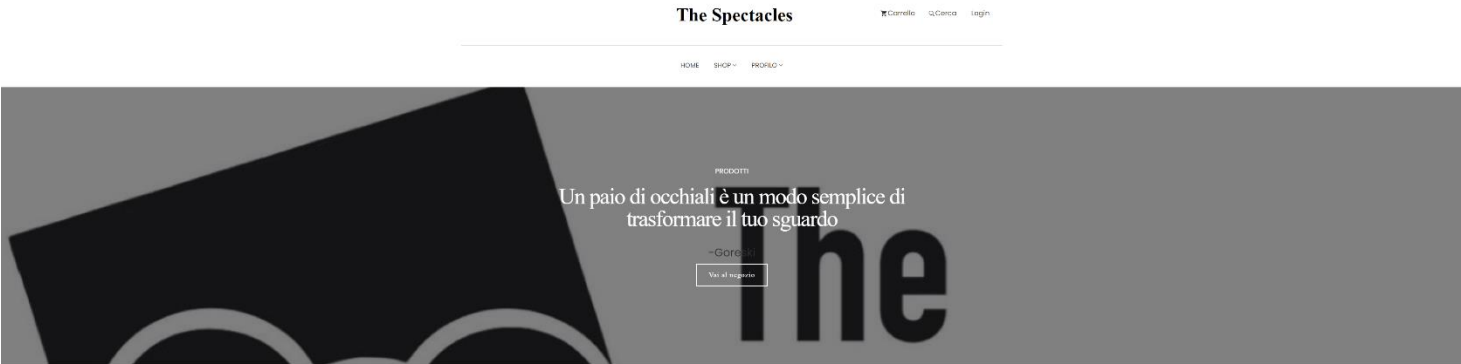 The Spectacles
Carrello Cerca Login
HOME SHOP PROFILO
PRODOTTI
Un paio di occhiali è un modo semplice di
trasformare il tuo sguardo
-Goreski
Vai al negozio
The